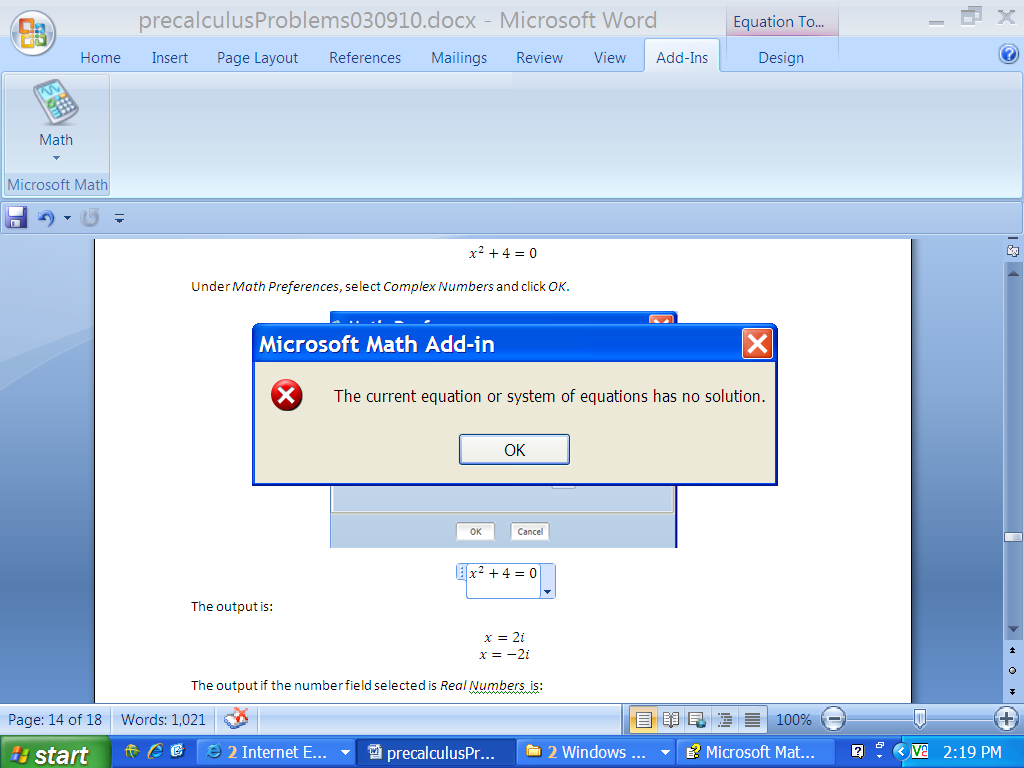 precalculusProblems030910.docx - Microsoft Word
Equation To...
Home Insert Page Layout References Mailings Review View Add-Ins Design
Math
Microsoft Math
x² + 4 = 0
Under Math Preferences, select Complex Numbers and click OK.
Microsoft Math Add-in
The current equation or system of equations has no solution.
OK
OK Cancel
x² + 4 = 0
The output is:
x = 2i
x = −2i
The output if the number field selected is Real Numbers is:
Page: 14 of 18 Words: 1,021 100%
start 2 Internet E... precalculusPr... 2 Windows ... Microsoft Mat... 2:19 PM